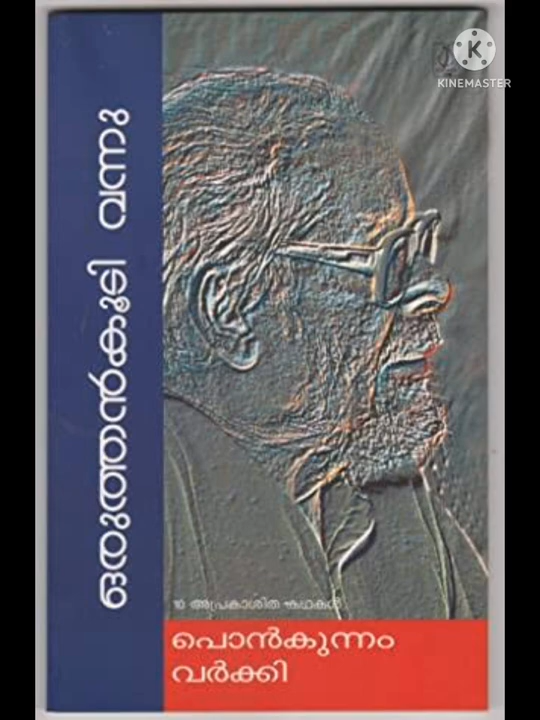 KINEMASTER
ഒരുത്തൻകൂടി വന്നു
10 അപ്രകാശിത കഥകൾ
പൊൻകുന്നം
വർക്കി